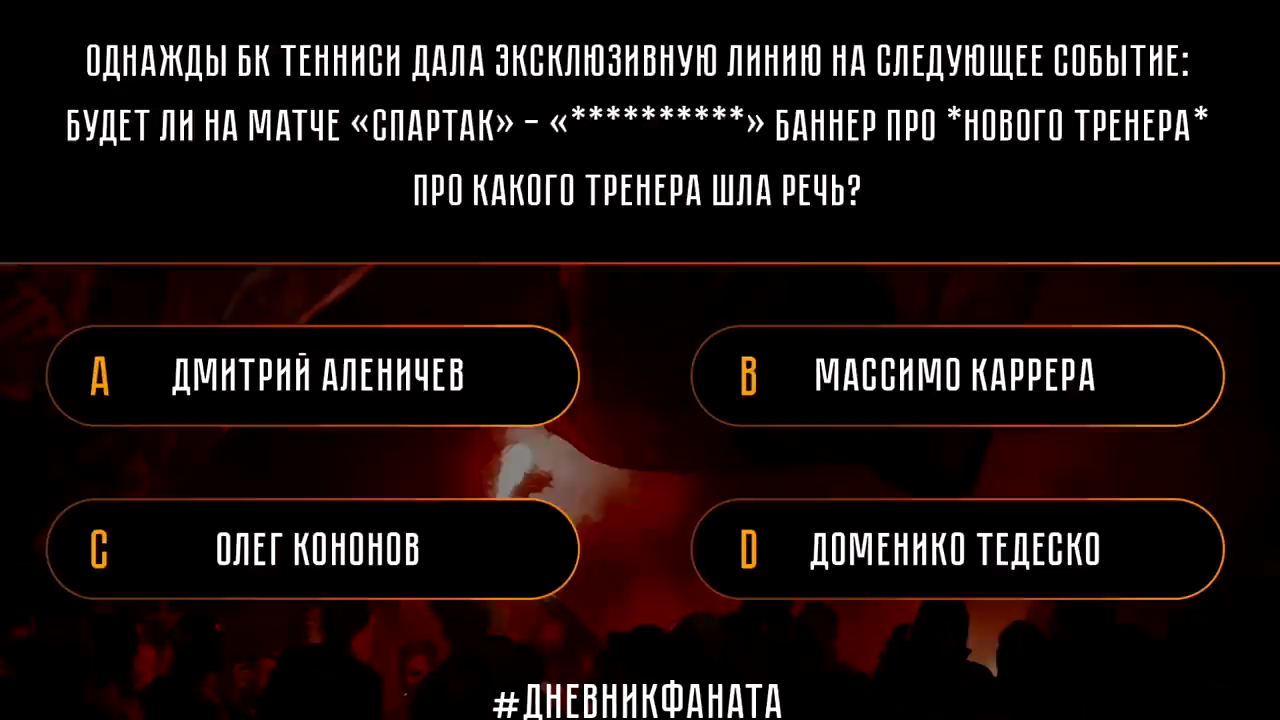 ОДНАЖДЫ БК ТЕННИСИ ДАЛА ЭКСКЛЮЗИВНУЮ ЛИНИЮ НА СЛЕДУЮЩЕЕ СОБЫТИЕ:
БУДЕТ ЛИ НА МАТЧЕ «СПАРТАК» - «**********» БАННЕР ПРО *НОВОГО ТРЕНЕРА*
ПРО КАКОГО ТРЕНЕРА ШЛА РЕЧЬ?
A ДМИТРИЙ АЛЕНИЧЕВ
B МАССИМО КАРРЕРА
C ОЛЕГ КОНОНОВ
D ДОМЕНИКО ТЕДЕСКО
#ДНЕВНИКФАНАТА